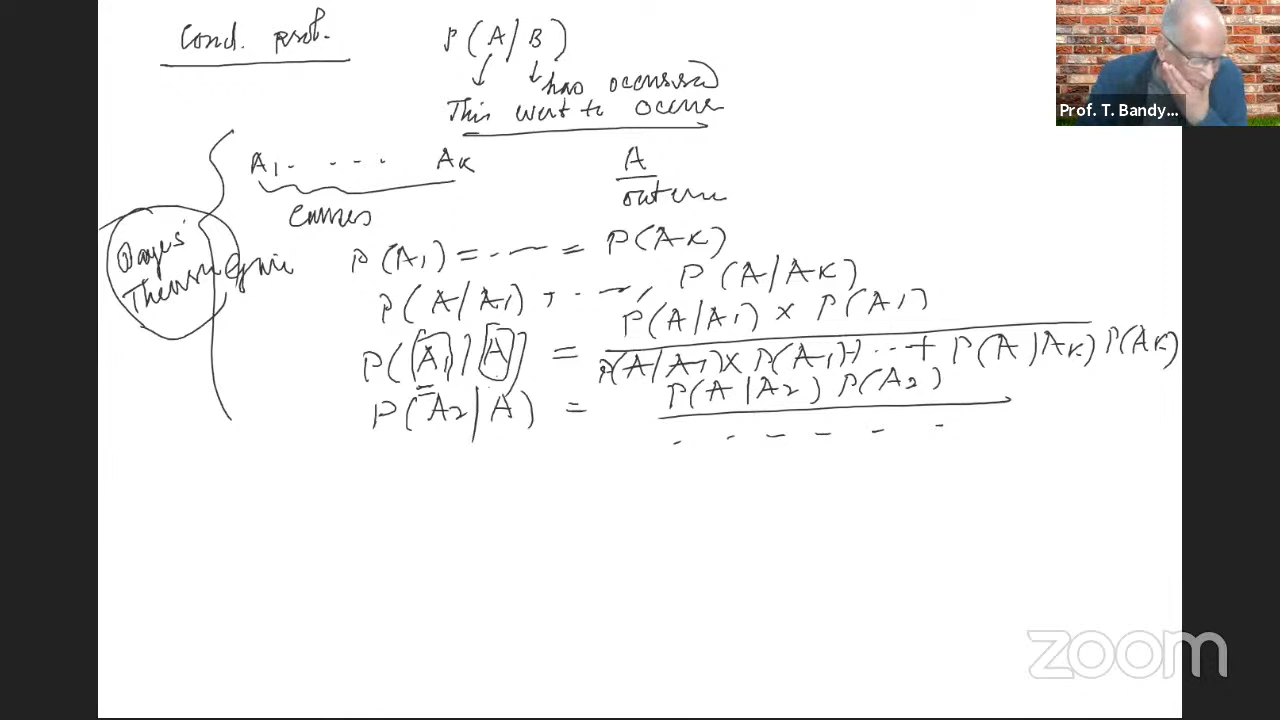 Cond. prob. P(A/B)
has occurred
This went to occur
A1. . . . . AK A
causes outcome
Bayes' Theorem
Given P(A1) = . . — = P(AK)
P(A/A1), . . —, P(A/AK)
P(A1/A) = P(A/A1) × P(A1)
P(A/A1) × P(A1) + . . . + P(A/AK) P(AK)
P(A2/A) = P(A/A2) P(A2)
- - - - - -
Prof. T. Bandy...
zoom